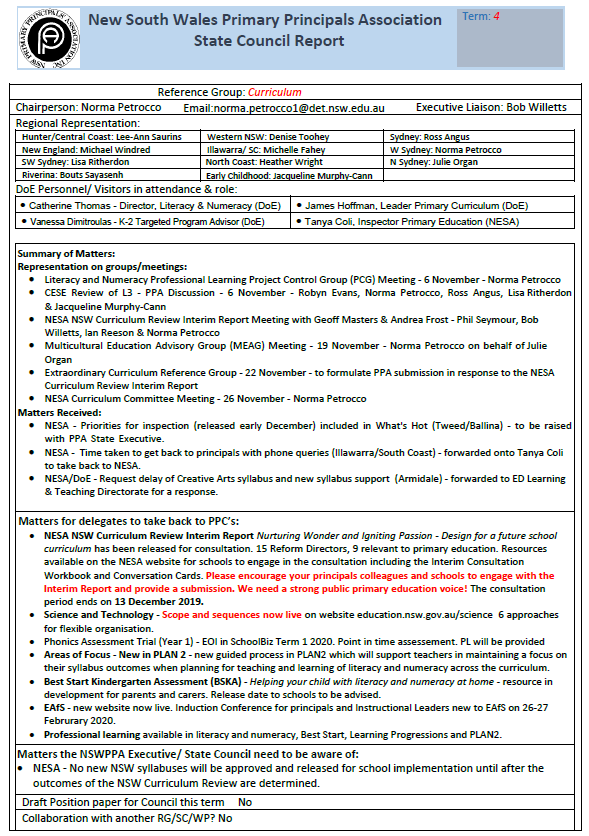 NSW PRIMARY PRINCIPALS' ASSOCIATION INC
PPA
New South Wales Primary Principals Association
State Council Report
Term: 4
Reference Group: Curriculum
Chairperson: Norma Petrocco Email:norma.petrocco1@det.nsw.edu.au Executive Liaison: Bob Willetts
Regional Representation:
Hunter/Central Coast: Lee-Ann Saurins Western NSW: Denise Toohey Sydney: Ross Angus
New England: Michael Windred Illawarra/ SC: Michelle Fahey W Sydney: Norma Petrocco
SW Sydney: Lisa Ritherdon North Coast: Heather Wright N Sydney: Julie Organ
Riverina: Bouts Sayasenh Early Childhood: Jacqueline Murphy-Cann
DoE Personnel/ Visitors in attendance & role:
• Catherine Thomas - Director, Literacy & Numeracy (DoE) • James Hoffman, Leader Primary Curriculum (DoE)
• Vanessa Dimitroulas - K-2 Targeted Program Advisor (DoE) • Tanya Coli, Inspector Primary Education (NESA)
Summary of Matters:
Representation on groups/meetings:
• Literacy and Numeracy Professional Learning Project Control Group (PCG) Meeting - 6 November - Norma Petrocco
• CESE Review of L3 - PPA Discussion - 6 November - Robyn Evans, Norma Petrocco, Ross Angus, Lisa Ritherdon
& Jacqueline Murphy-Cann
• NESA NSW Curriculum Review Interim Report Meeting with Geoff Masters & Andrea Frost - Phil Seymour, Bob
Willetts, Ian Reeson & Norma Petrocco
• Multicultural Education Advisory Group (MEAG) Meeting - 19 November - Norma Petrocco on behalf of Julie
Organ
• Extraordinary Curriculum Reference Group - 22 November - to formulate PPA submission in response to the NESA
Curriculum Review Interim Report
• NESA Curriculum Committee Meeting - 26 November - Norma Petrocco
Matters Received:
• NESA - Priorities for inspection (released early December) included in What's Hot (Tweed/Ballina) - to be raised
with PPA State Executive.
• NESA - Time taken to get back to principals with phone queries (Illawarra/South Coast) - forwarded onto Tanya Coli
to take back to NESA.
• NESA/DoE - Request delay of Creative Arts syllabus and new syllabus support (Armidale) - forwarded to ED Learning
& Teaching Directorate for a response.
Matters for delegates to take back to PPC's:
• NESA NSW Curriculum Review Interim Report Nurturing Wonder and Igniting Passion - Design for a future school
curriculum has been released for consultation. 15 Reform Directors, 9 relevant to primary education. Resources
available on the NESA website for schools to engage in the consultation including the Interim Consultation
Workbook and Conversation Cards. Please encourage your principals colleagues and schools to engage with the
Interim Report and provide a submission. We need a strong public primary education voice! The consultation
period ends on 13 December 2019.
• Science and Technology - Scope and sequences now live on website education.nsw.gov.au/science 6 approaches
for flexible organisation.
• Phonics Assessment Trial (Year 1) - EOI in SchoolBiz Term 1 2020. Point in time assessement. PL will be provided
• Areas of Focus - New in PLAN 2 - new guided process in PLAN2 which will support teachers in maintaining a focus on
their syllabus outcomes when planning for teaching and learning of literacy and numeracy across the curriculum.
• Best Start Kindergarten Assessment (BSKA) - Helping your child with literacy and numeracy at home - resource in
development for parents and carers. Release date to schools to be advised.
• EAfS - new website now live. Induction Conference for principals and Instructional Leaders new to EAfS on 26-27
Februrary 2020.
• Professional learning available in literacy and numeracy, Best Start, Learning Progressions and PLAN2.
Matters the NSWPPA Executive/ State Council need to be aware of:
• NESA - No new NSW syllabuses will be approved and released for school implementation until after the
outcomes of the NSW Curriculum Review are determined.
Draft Position paper for Council this term No
Collaboration with another RG/SC/WP? No